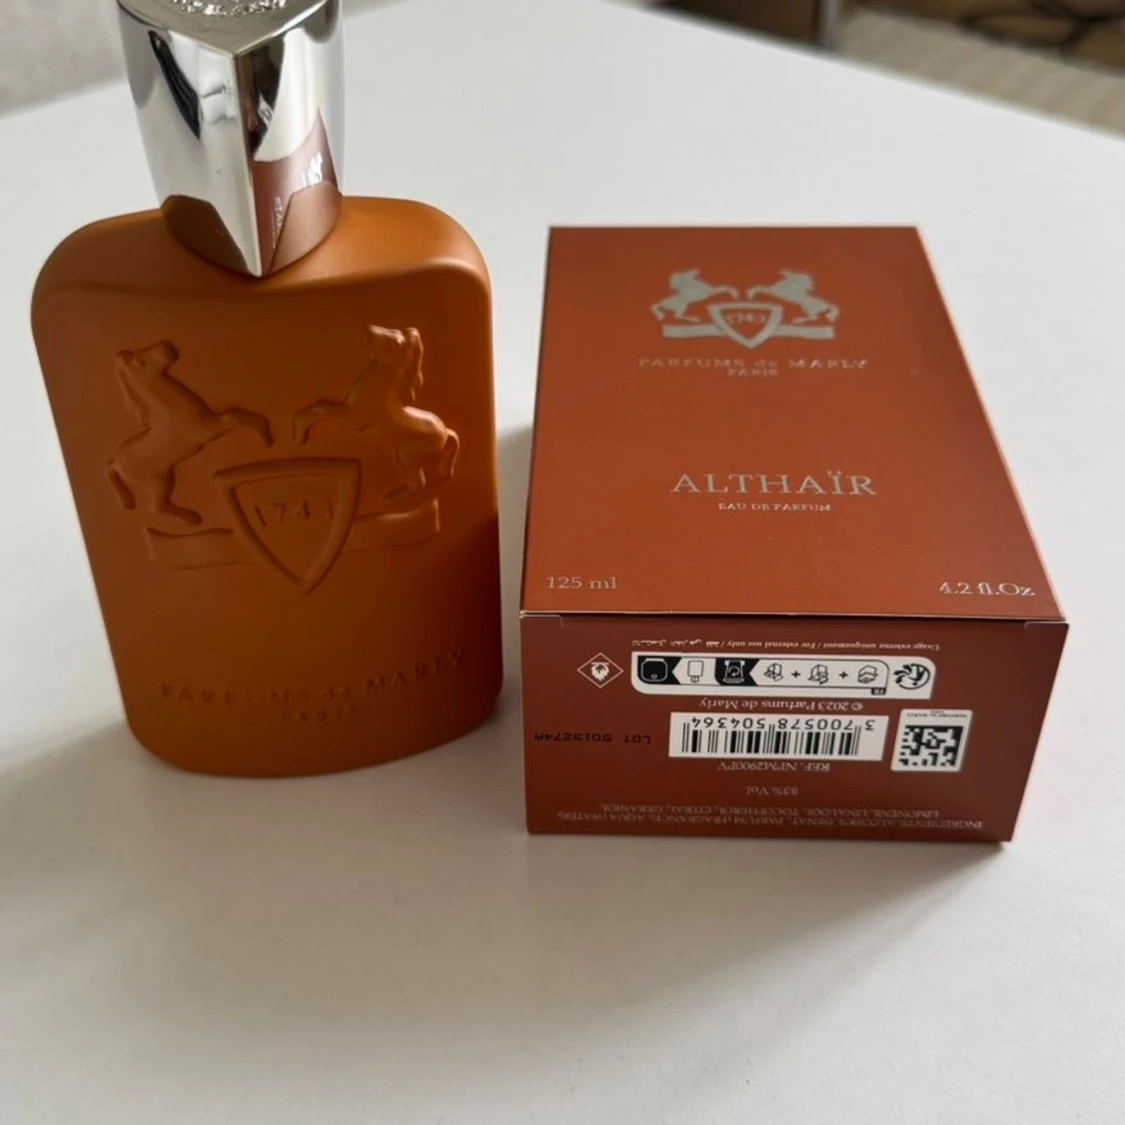 1743
PARFUMS de MARLY
PARIS
1743
PARFUMS de MARLY
PARIS
ALTHAÏR
EAU DE PARFUM
125 ml
4.2 fl.Oz
Usage externe uniquement / For external use only /
FR
©2023 Parfums de Marly
3 700578 504364
LOT
REF. NPM2900PV
83% Vol.
INGREDIENTS: ALCOHOL DENAT., PARFUM (FRAGRANCE), AQUA (WATER),
LIMONENE, LINALOOL, TOCOPHEROL, CITRAL, GERANIOL.